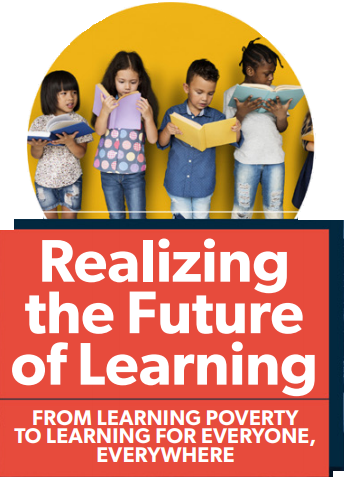 Realizing
the Future
of Learning
FROM LEARNING POVERTY
TO LEARNING FOR EVERYONE,
EVERYWHERE